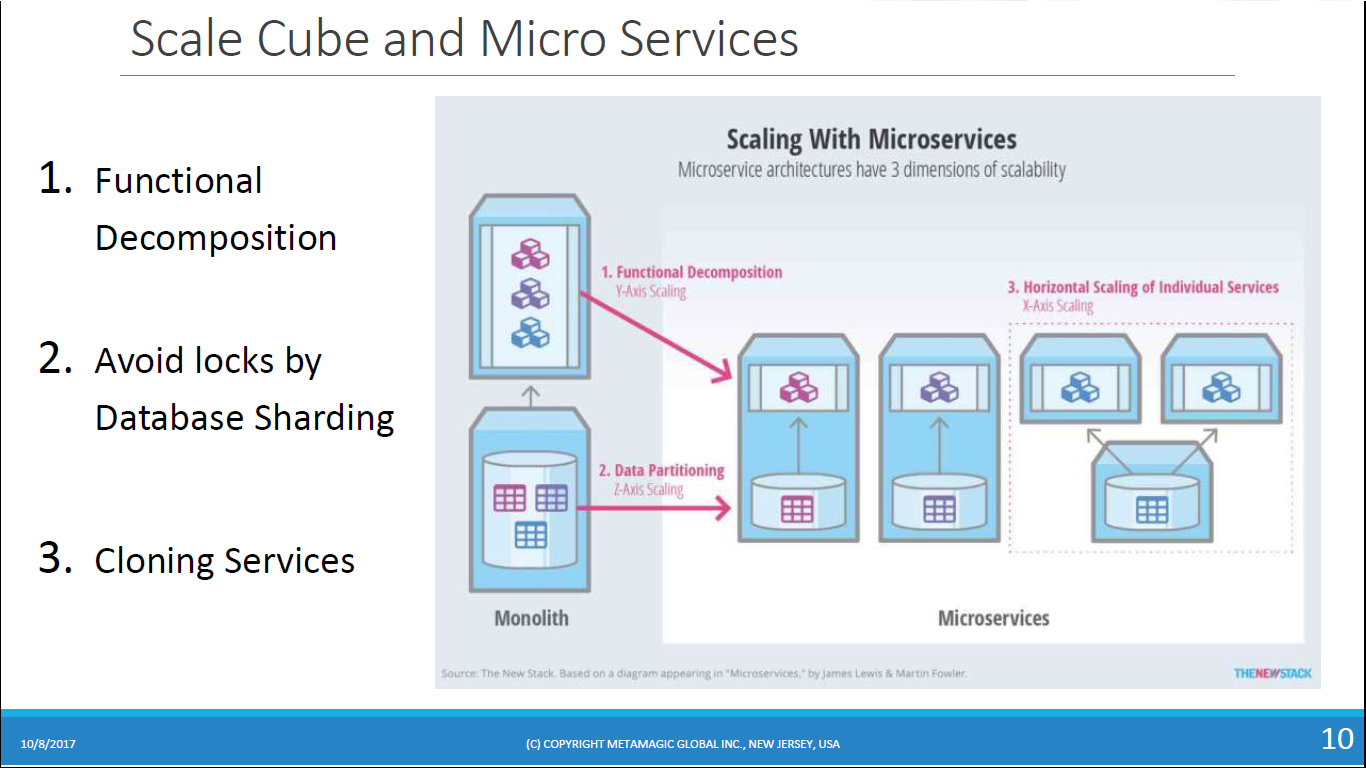 Scale Cube and Micro Services
1. Functional
Decomposition
2. Avoid locks by
Database Sharding
3. Cloning Services
Scaling With Microservices
Microservice architectures have 3 dimensions of scalability
1. Functional Decomposition
Y-Axis Scaling
3. Horizontal Scaling of Individual Services
X-Axis Scaling
2. Data Partitioning
Z-Axis Scaling
Monolith
Microservices
Source: The New Stack. Based on a diagram appearing in "Microservices," by James Lewis & Martin Fowler.
THENEWSTACK
10/8/2017
(C) COPYRIGHT METAMAGIC GLOBAL INC., NEW JERSEY, USA
10